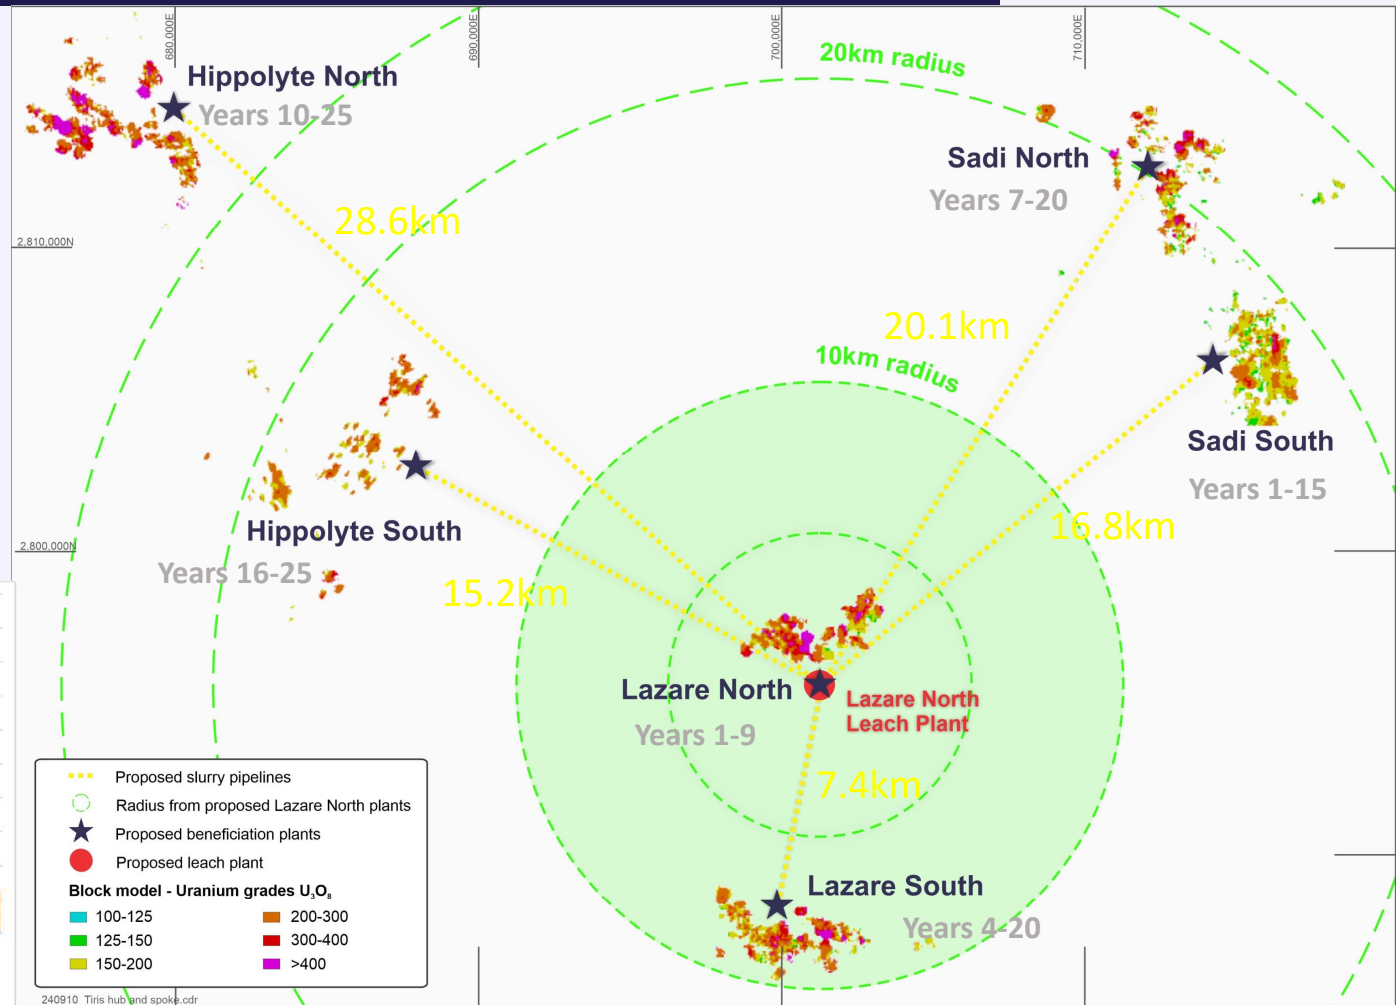 680,000E
690,000E
700,000E
710,000E
20km radius
Hippolyte North
Years 10-25
Sadi North
Years 7-20
28.6km
2,810,000N
20.1km
10km radius
Sadi South
Years 1-15
16.8km
Hippolyte South
2,800,000N
Years 16-25
15.2km
Lazare North
Years 1-9
Lazare North
Leach Plant
7.4km
Lazare South
Years 4-20
Proposed slurry pipelines
Radius from proposed Lazare North plants
Proposed beneficiation plants
Proposed leach plant
Block model - Uranium grades U₃O₈
100-125
200-300
125-150
300-400
150-200
>400
240910 Tiris hub and spoke.cdr